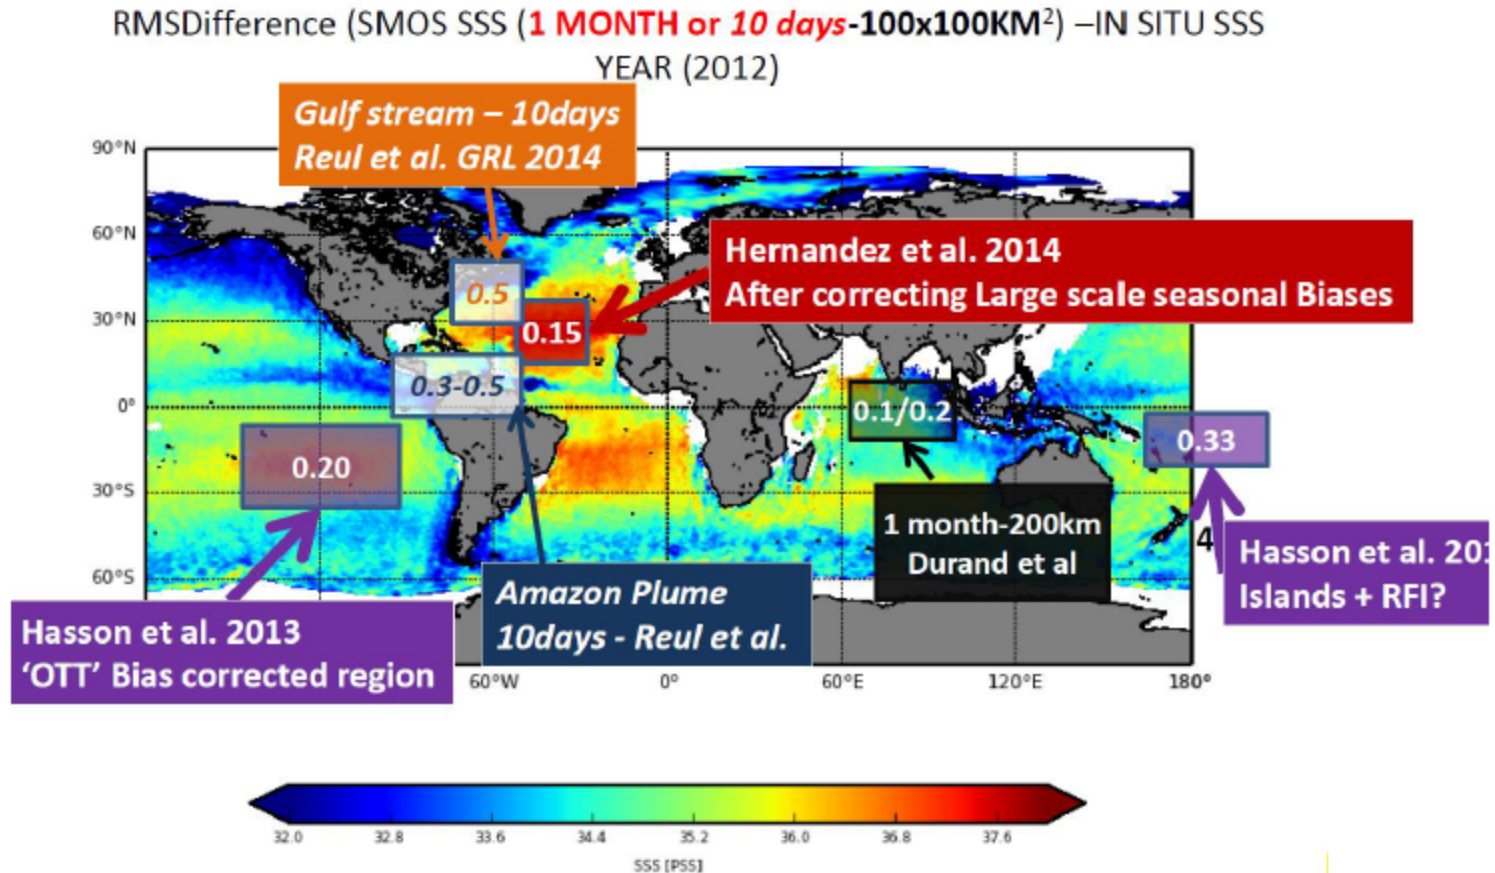 RMSDifference (SMOS SSS (1 MONTH or 10 days-100x100KM²) –IN SITU SSS
YEAR (2012)
Gulf stream – 10days
Reul et al. GRL 2014
90°N
60°N
30°N
0°
30°S
60°S
Hernandez et al. 2014
After correcting Large scale seasonal Biases
0.5
0.15
0.3-0.5
0.1/0.2
0.33
0.20
1 month-200km
Durand et al
4
Hasson et al. 201
Islands + RFI?
Amazon Plume
10days - Reul et al.
Hasson et al. 2013
‘OTT’ Bias corrected region
60°W
0°
60°E
120°E
180°
32.0
32.8
33.6
34.4
35.2
36.0
36.8
37.6
SSS [PSS]